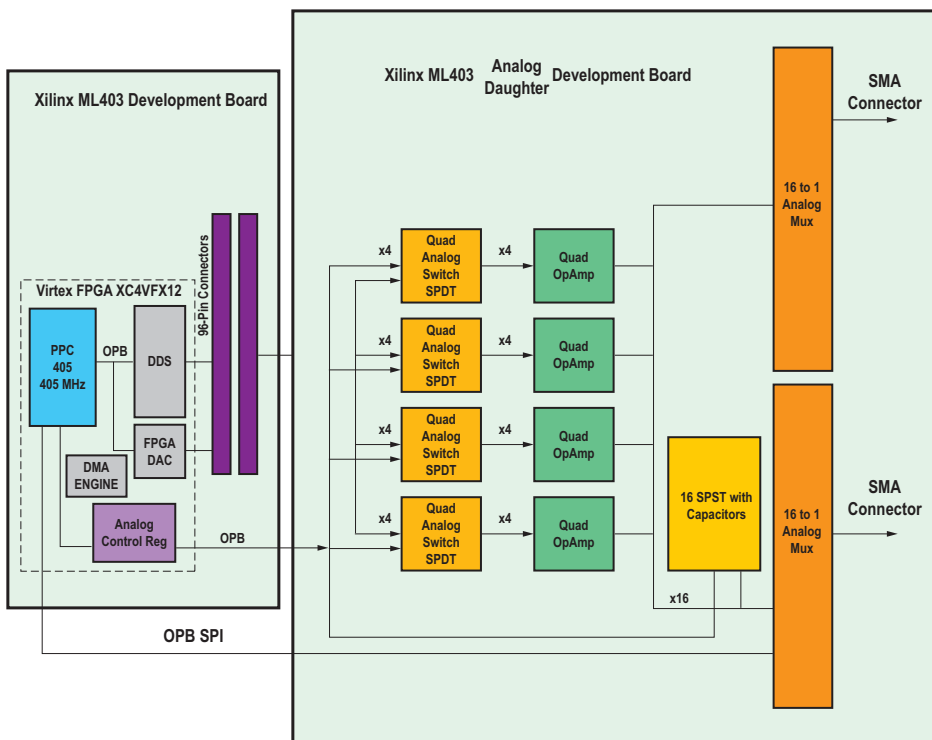 Xilinx ML403 Development Board
Virtex FPGA XC4VFX12
PPC
405
405 MHz
OPB
DDS
FPGA
DAC
DMA
ENGINE
Analog
Control Reg
OPB
96-Pin Connectors
OPB SPI
Xilinx ML403 Analog
Daughter Development Board
x4
Quad
Analog
Switch
SPDT
x4
Quad
OpAmp
x4
Quad
Analog
Switch
SPDT
x4
Quad
OpAmp
x4
Quad
Analog
Switch
SPDT
x4
Quad
OpAmp
x4
Quad
Analog
Switch
SPDT
x4
Quad
OpAmp
16 SPST with
Capacitors
x16
16 to 1
Analog
Mux
SMA
Connector
16 to 1
Analog
Mux
SMA
Connector